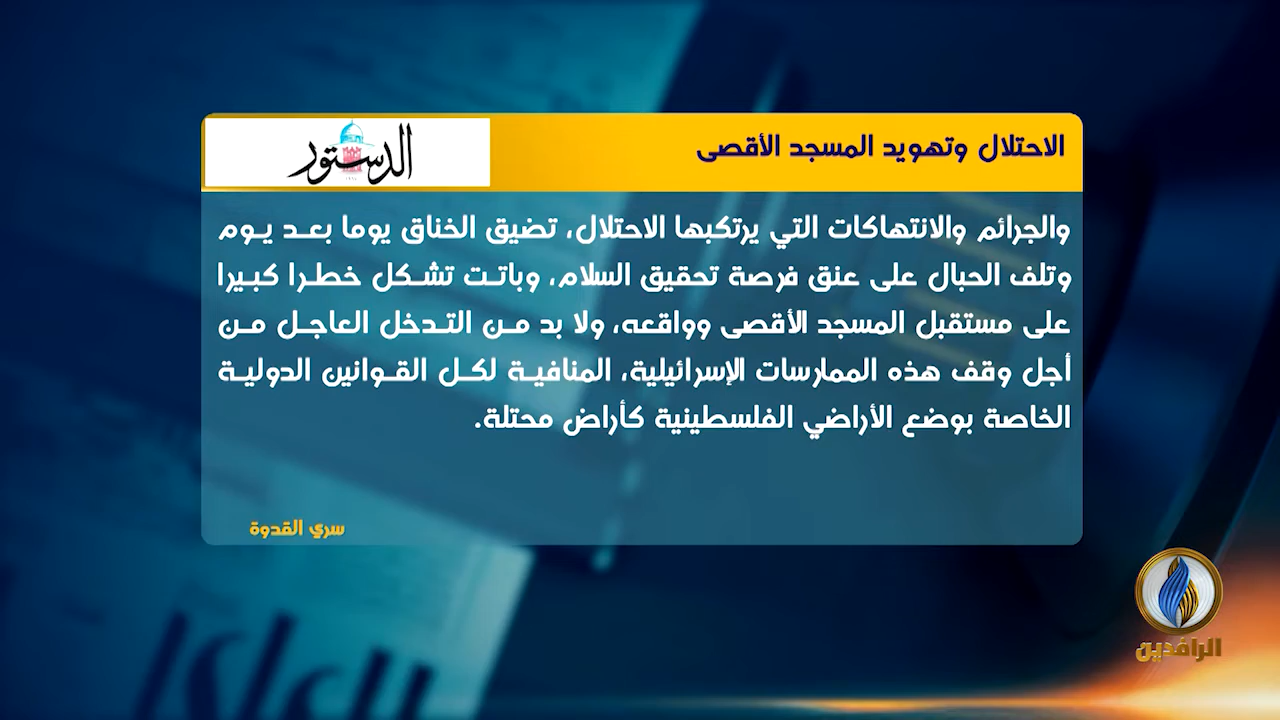 الاحتلال وتهويد المسجد الأقصى
الدستور
والجرائم والانتهاكات التي يرتكبها الاحتلال، تضيق الخناق يوما بعد يوم
وتلف الحبال على عنق فرصة تحقيق السلام، وباتت تشكل خطرا كبيرا
على مستقبل المسجد الأقصى وواقعه، ولا بد من التدخل العاجل من
أجل وقف هذه الممارسات الإسرائيلية، المنافية لكل القوانين الدولية
الخاصة بوضع الأراضي الفلسطينية كأراض محتلة.
سري القدوة
الرافدين